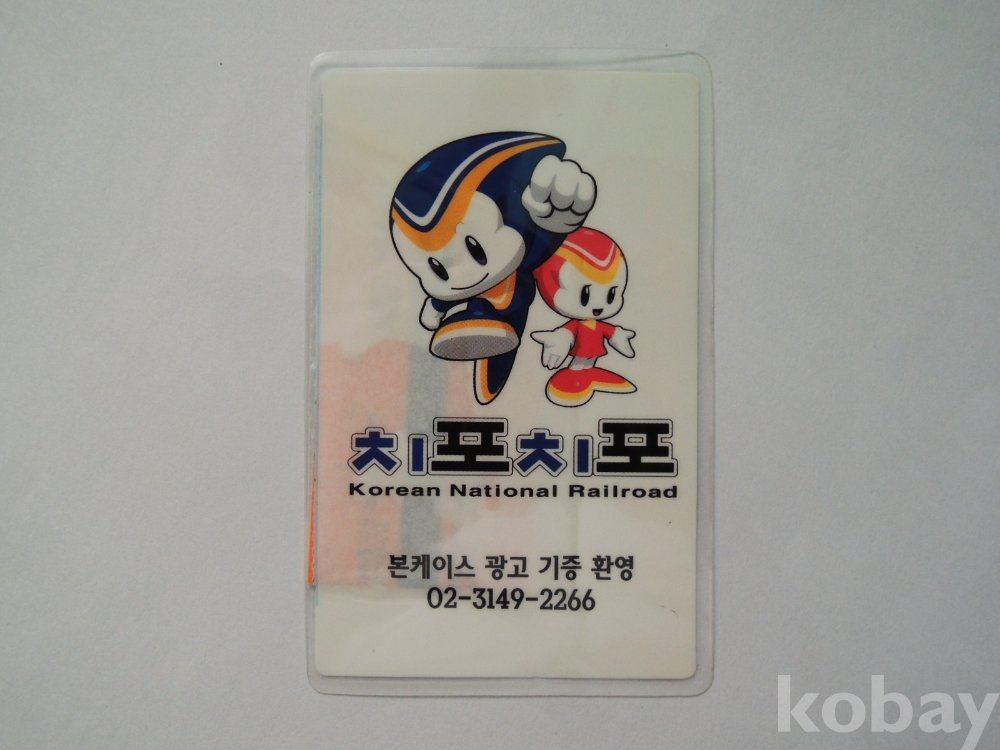 치포치포
Korean National Railroad
본케이스 광고 기증 환영
02-3149-2266
kobay